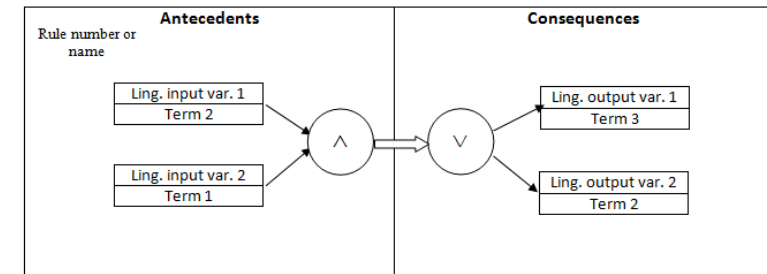 Antecedents
Consequences
Rule number or
name
Ling. input var. 1
Term 2
Ling. input var. 2
Term 1
∧
∨
Ling. output var. 1
Term 3
Ling. output var. 2
Term 2